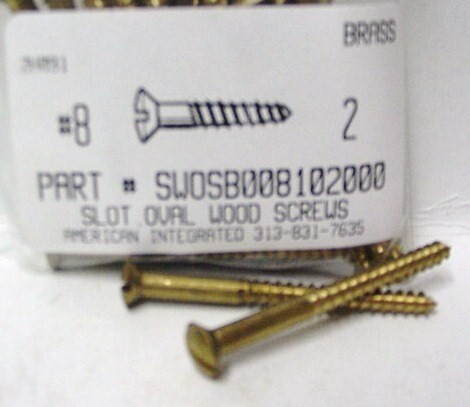 BRASS
#8 2
PART # SWOSB008102000
SLOT OVAL WOOD SCREWS
AMERICAN INTEGRATED 313-831-7635